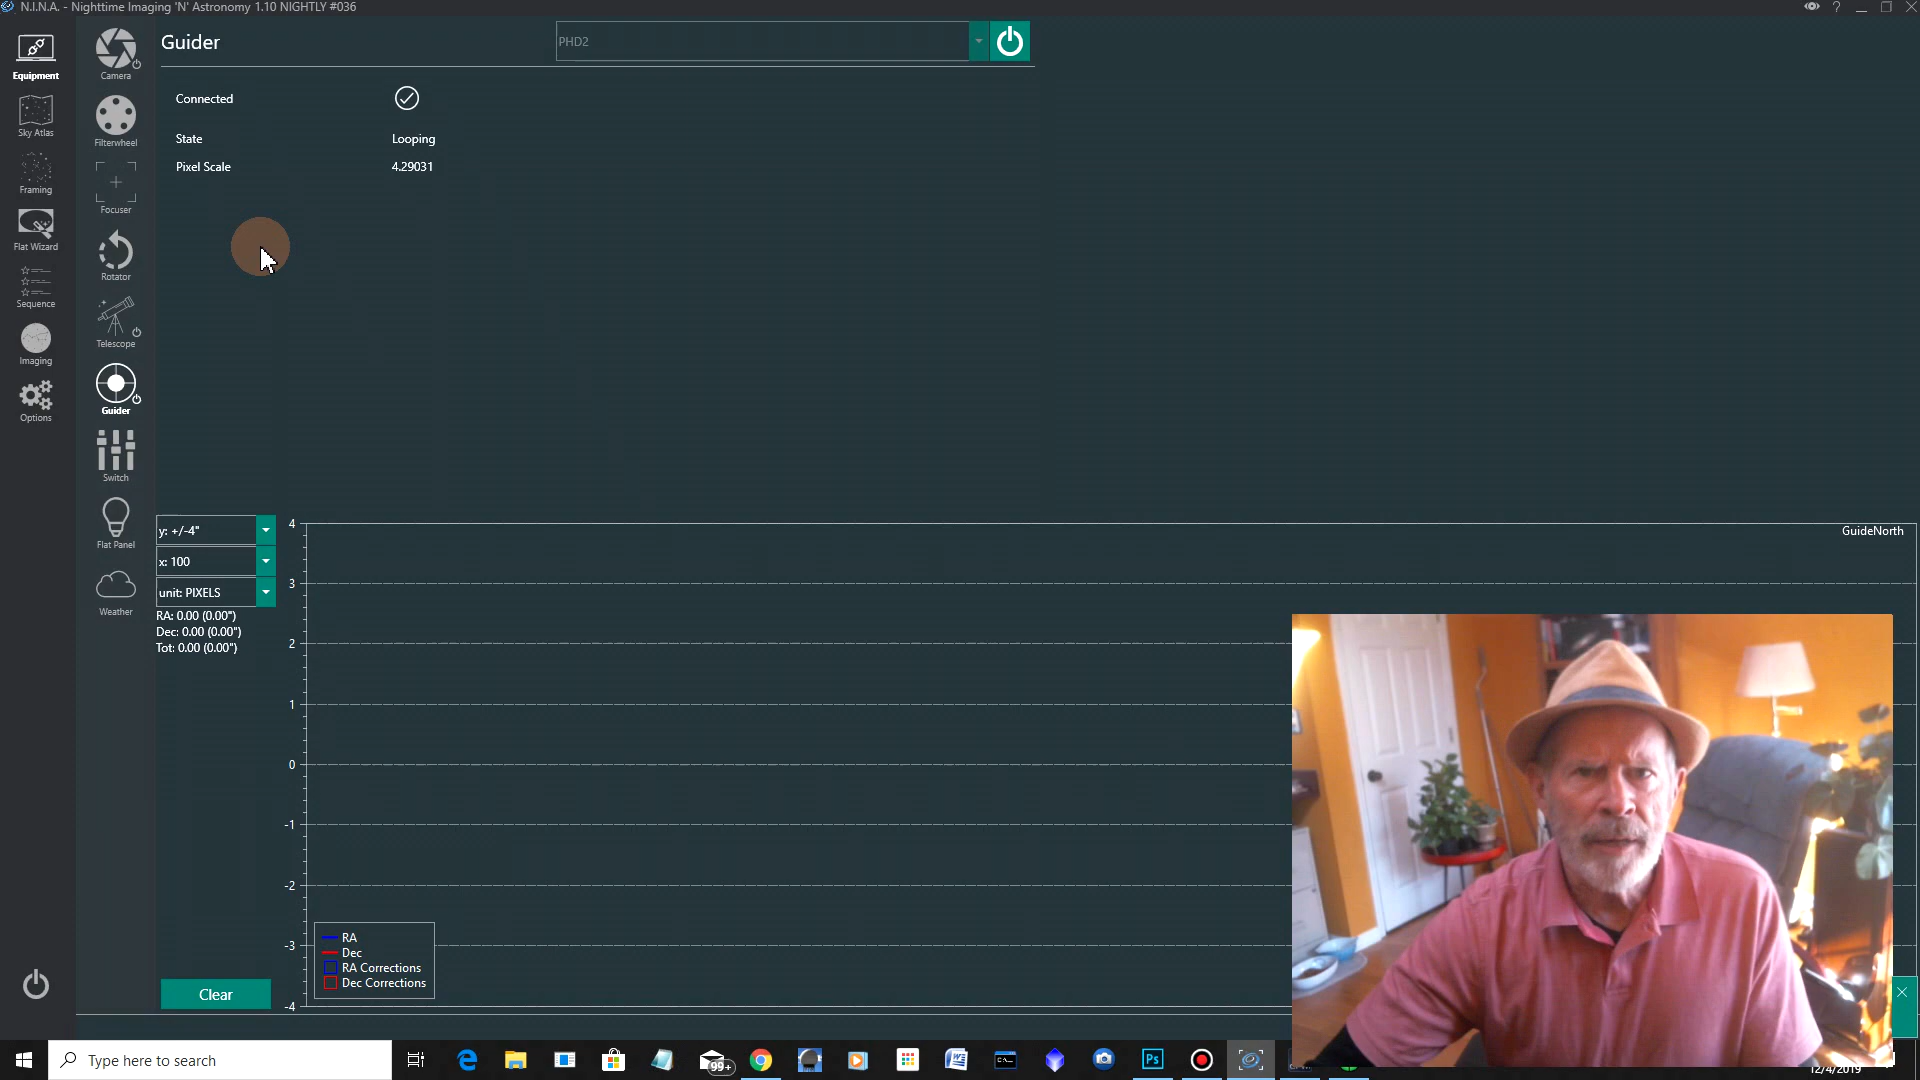 N.I.N.A. - Nighttime Imaging 'N' Astronomy 1.10 NIGHTLY #036
?
Equipment
Sky Atlas
Framing
Flat Wizard
Sequence
Imaging
Options
Camera
Filterwheel
Focuser
Rotator
Telescope
Guider
Switch
Flat Panel
Weather
Guider
PHD2
Connected
State
Looping
Pixel Scale
4.29031
y: +/-4"
x: 100
unit: PIXELS
RA: 0.00 (0.00")
Dec: 0.00 (0.00")
Tot: 0.00 (0.00")
4
3
2
1
0
-1
-2
-3
-4
GuideNorth
RA
Dec
RA Corrections
Dec Corrections
Clear
Type here to search
99+
Ps
12/4/2019